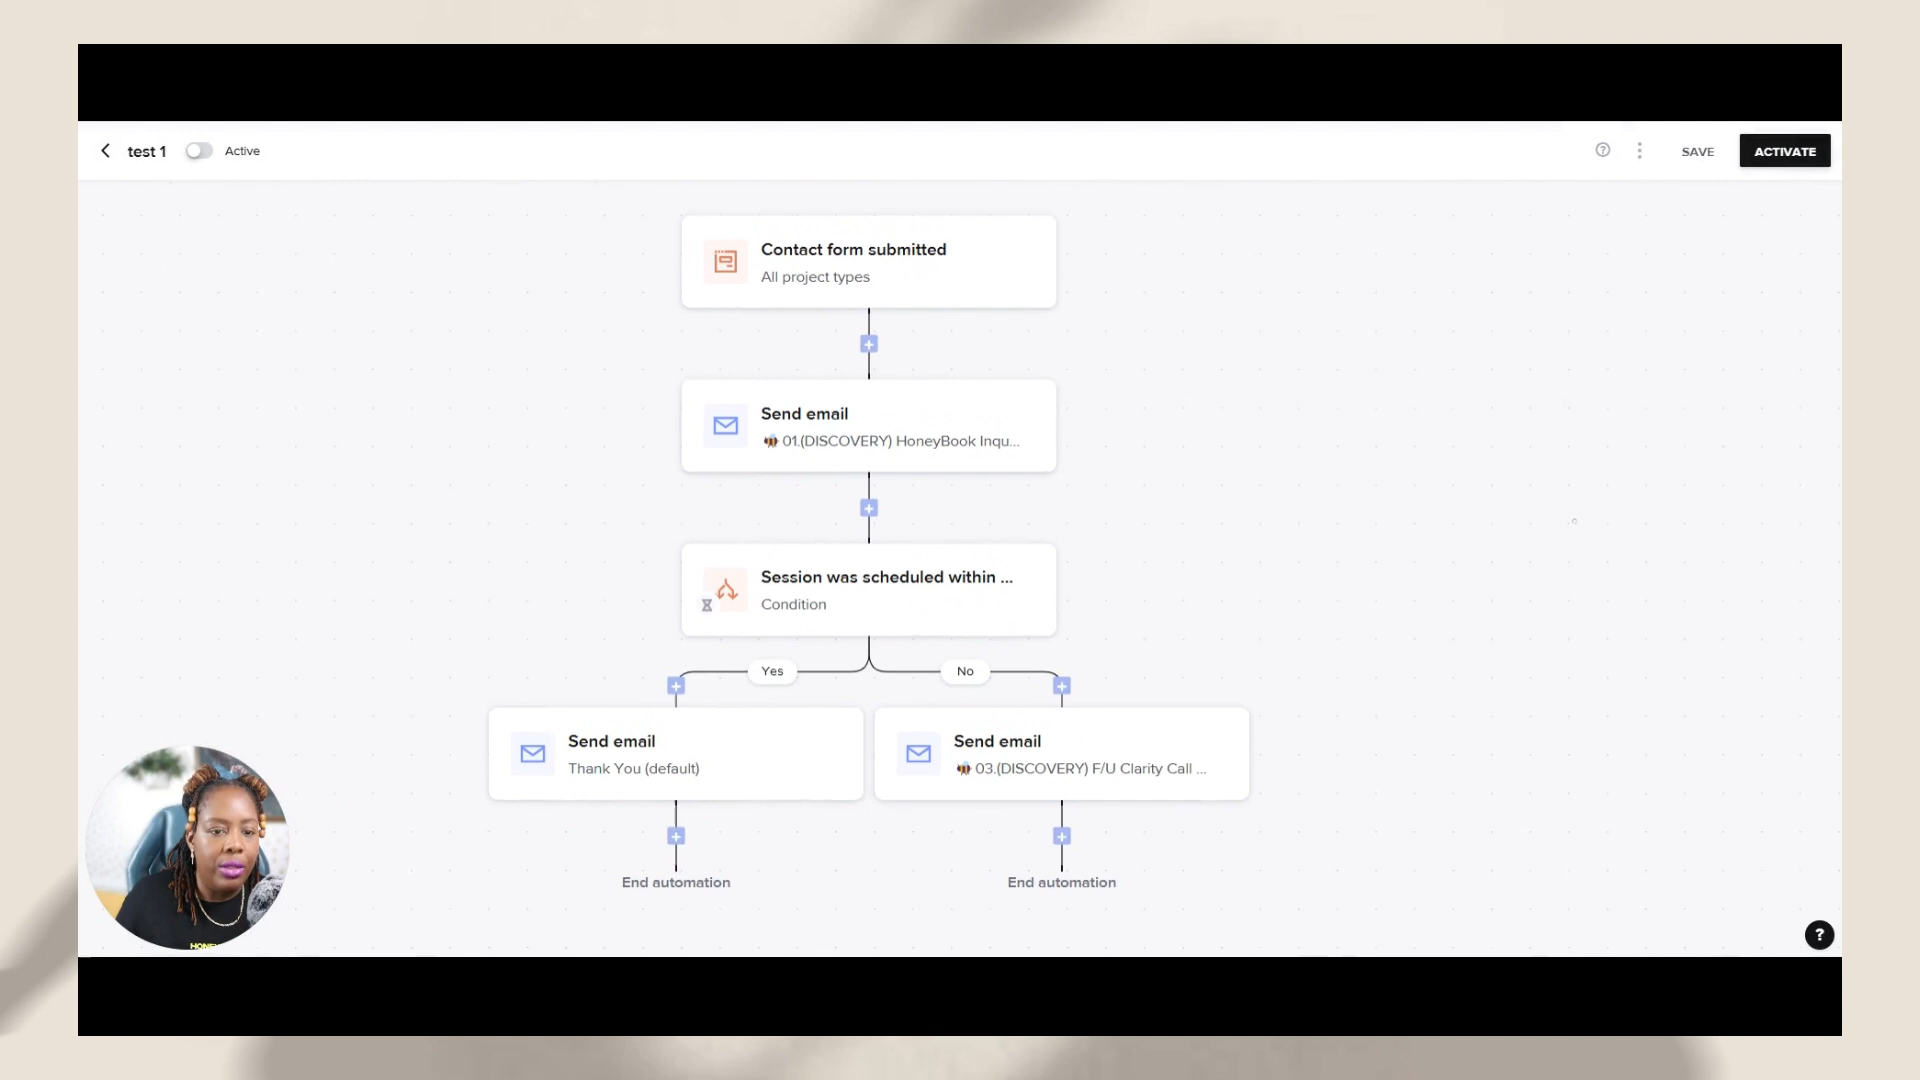 test 1
Active
SAVE
ACTIVATE
Contact form submitted
All project types
Send email
01.(DISCOVERY) HoneyBook Inqu...
Session was scheduled within ...
Condition
Yes
No
Send email
Thank You (default)
Send email
03.(DISCOVERY) F/U Clarity Call ...
End automation
End automation
?